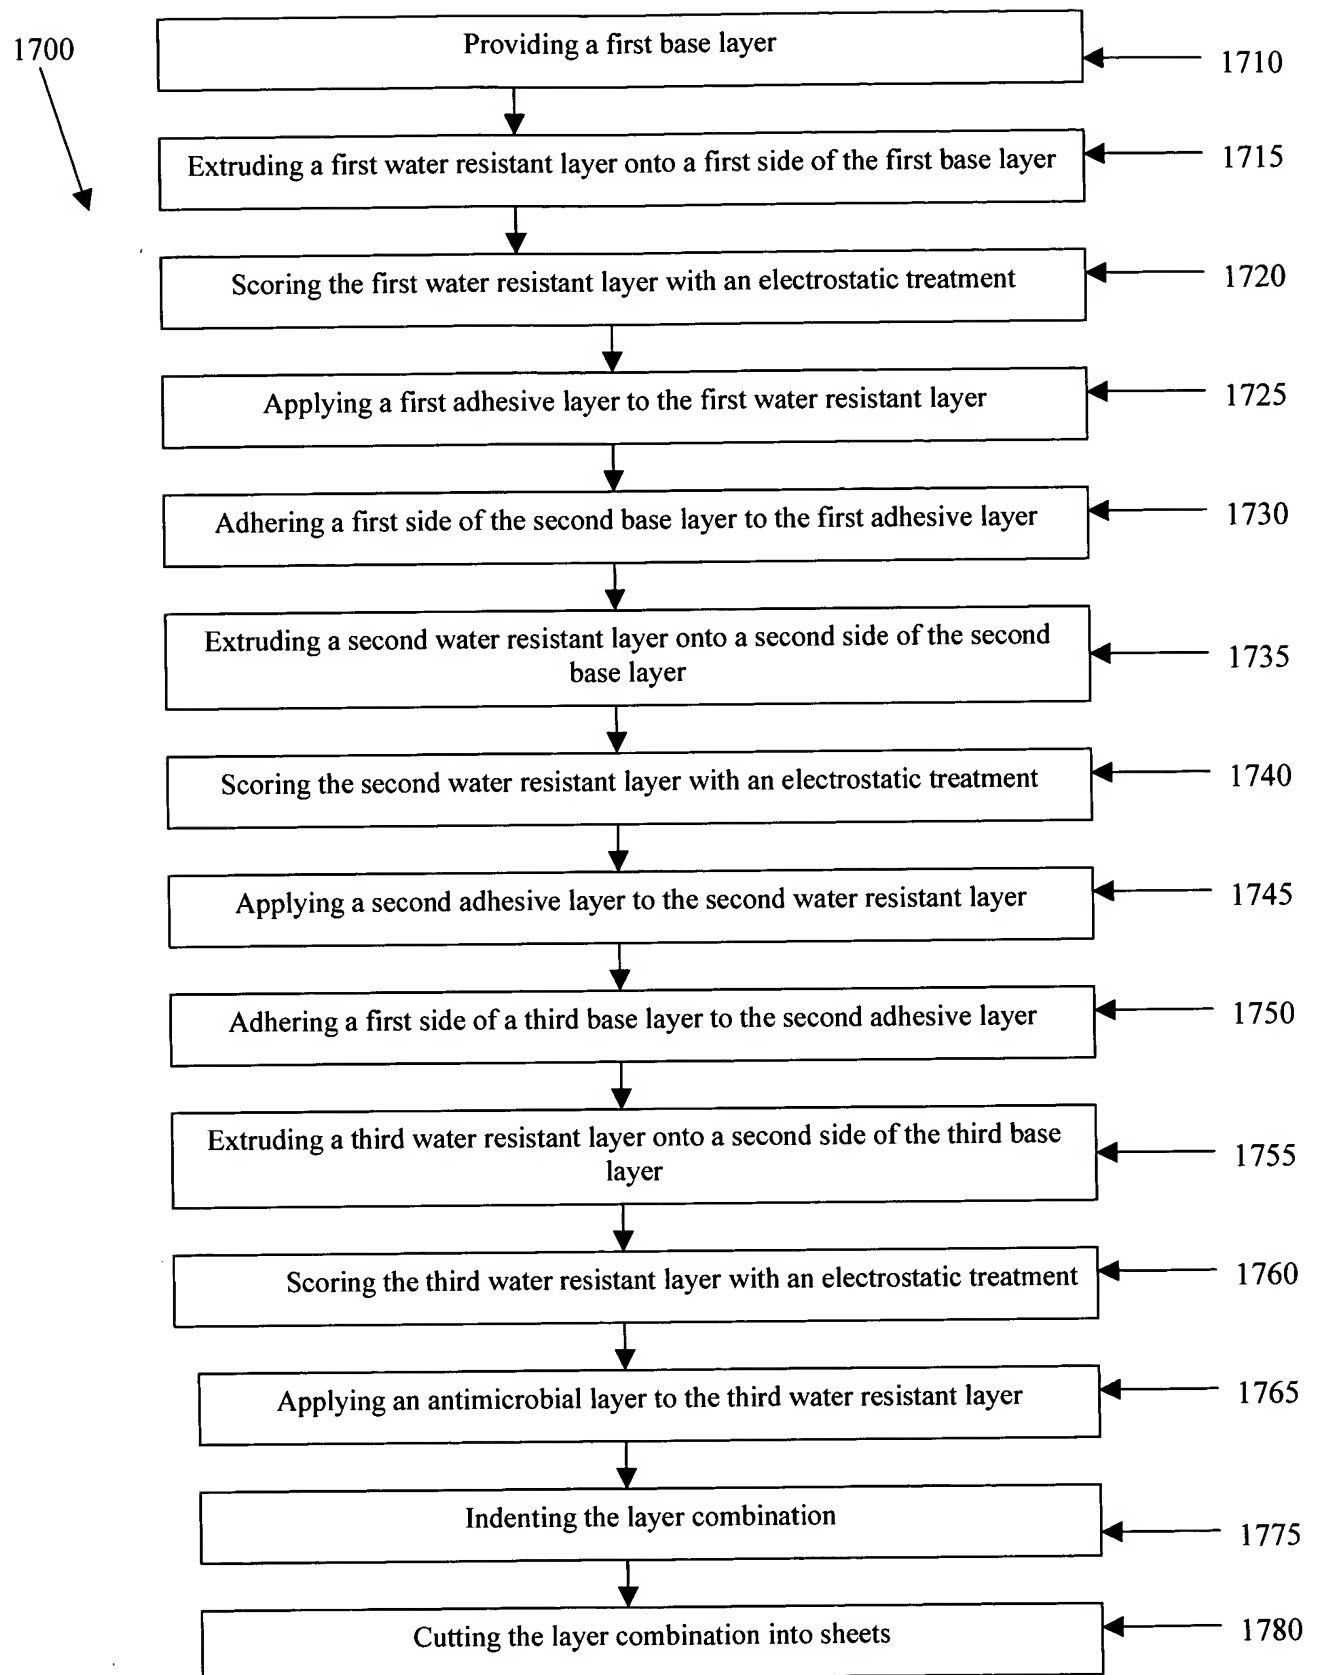 1700
Providing a first base layer
1710
Extruding a first water resistant layer onto a first side of the first base layer
1715
Scoring the first water resistant layer with an electrostatic treatment
1720
Applying a first adhesive layer to the first water resistant layer
1725
Adhering a first side of the second base layer to the first adhesive layer
1730
Extruding a second water resistant layer onto a second side of the second
base layer
1735
Scoring the second water resistant layer with an electrostatic treatment
1740
Applying a second adhesive layer to the second water resistant layer
1745
Adhering a first side of a third base layer to the second adhesive layer
1750
Extruding a third water resistant layer onto a second side of the third base
layer
1755
Scoring the third water resistant layer with an electrostatic treatment
1760
Applying an antimicrobial layer to the third water resistant layer
1765
Indenting the layer combination
1775
Cutting the layer combination into sheets
1780